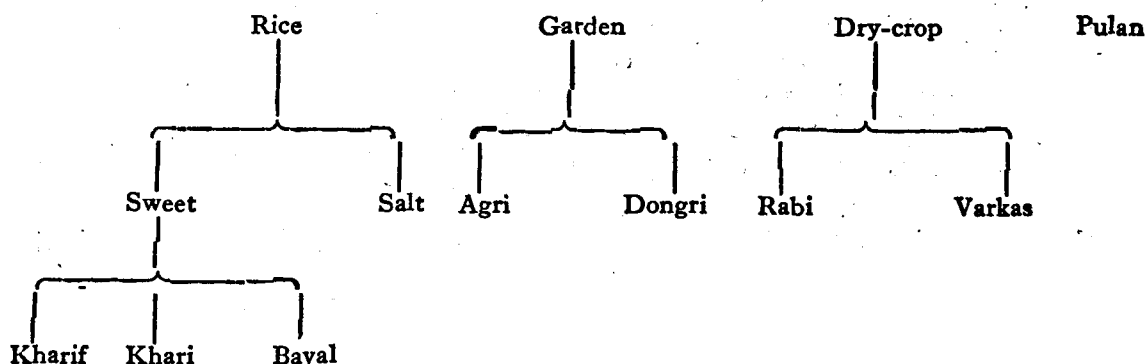 Rice Garden Dry-crop Pulan
Sweet Salt Agri Dongri Rabi Varkas
Kharif Khari Baval